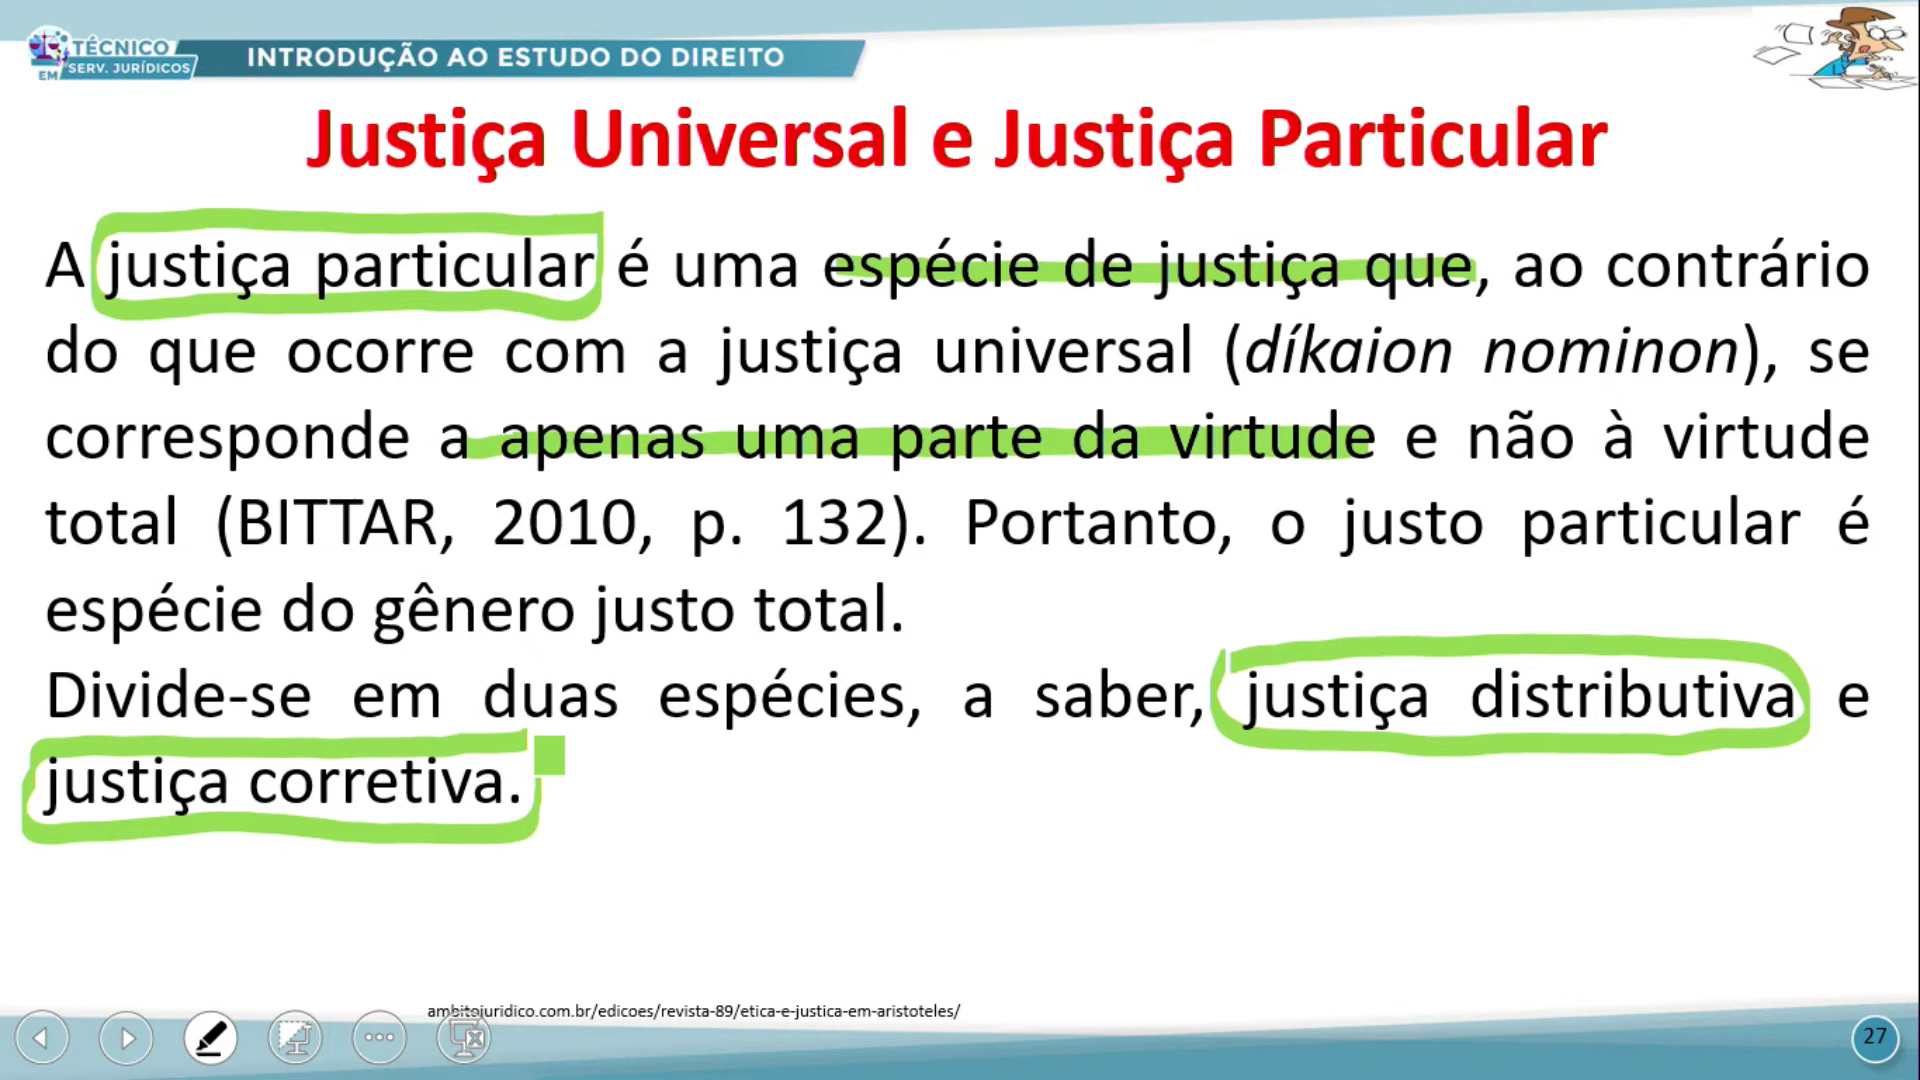 TÉCNICO
EM SERV. JURÍDICOS
INTRODUÇÃO AO ESTUDO DO DIREITO
Justiça Universal e Justiça Particular
A justiça particular é uma espécie de justiça que, ao contrário
do que ocorre com a justiça universal (díkaion nominon), se
corresponde a apenas uma parte da virtude e não à virtude
total (BITTAR, 2010, p. 132). Portanto, o justo particular é
espécie do gênero justo total.
Divide-se em duas espécies, a saber, justiça distributiva e
justiça corretiva.
ambitojuridico.com.br/edicoes/revista-89/etica-e-justica-em-aristoteles/
27